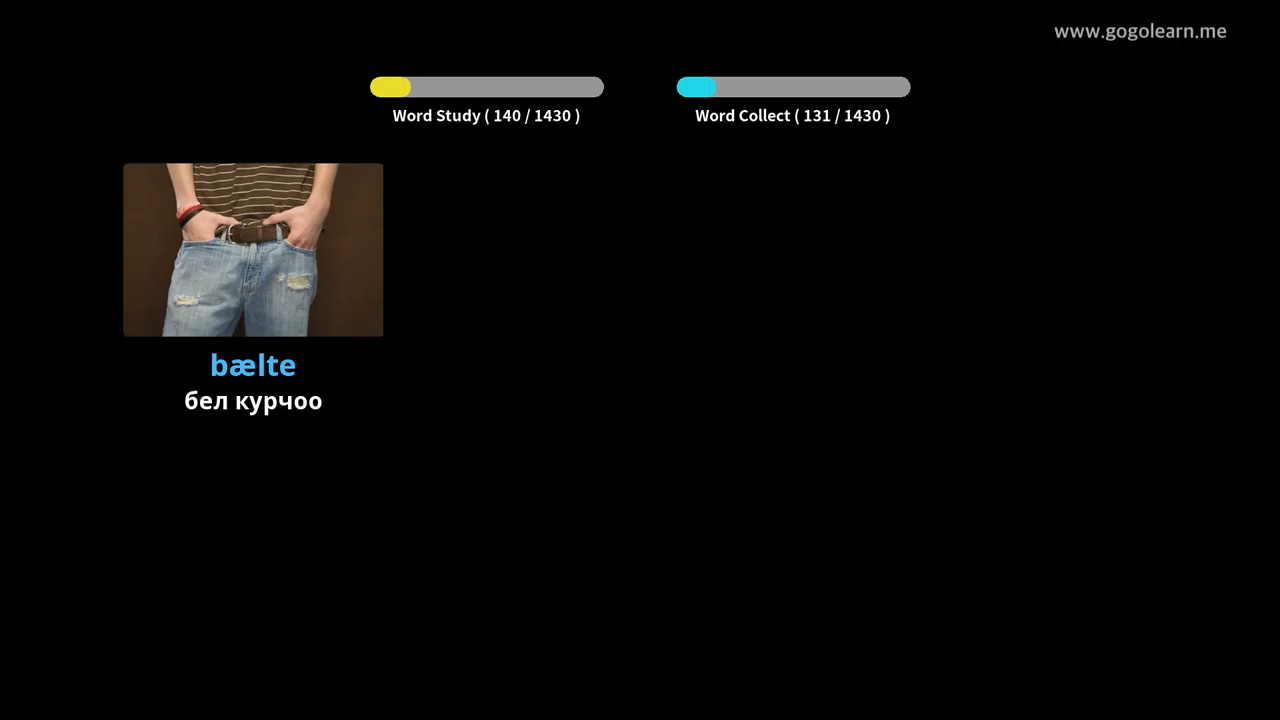 www.gogolearn.me
Word Study ( 140 / 1430 )
Word Collect ( 131 / 1430 )
bælte
бел курчоо